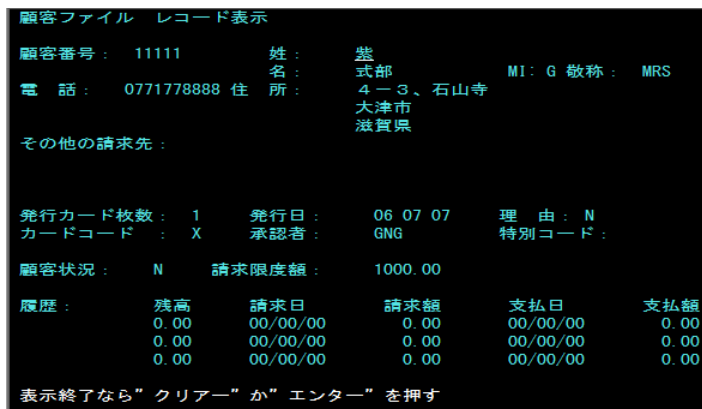 顧客ファイル レコード表示
顧客番号： 11111 姓： 紫
名： 式部 MI: G 敬称： MRS
電 話： 0771778888 住 所： ４－３、石山寺
大津市
滋賀県
その他の請求先：
発行カード枚数： 1 発行日： 06 07 07 理 由： N
カードコード ： X 承認者： GNG 特別コード：
顧客状況： N 請求限度額： 1000.00
履歴： 残高 請求日 請求額 支払日 支払額
0.00 00/00/00 0.00 00/00/00 0.00
0.00 00/00/00 0.00 00/00/00 0.00
0.00 00/00/00 0.00 00/00/00 0.00
表示終了なら”クリアー”か”エンター”を押す